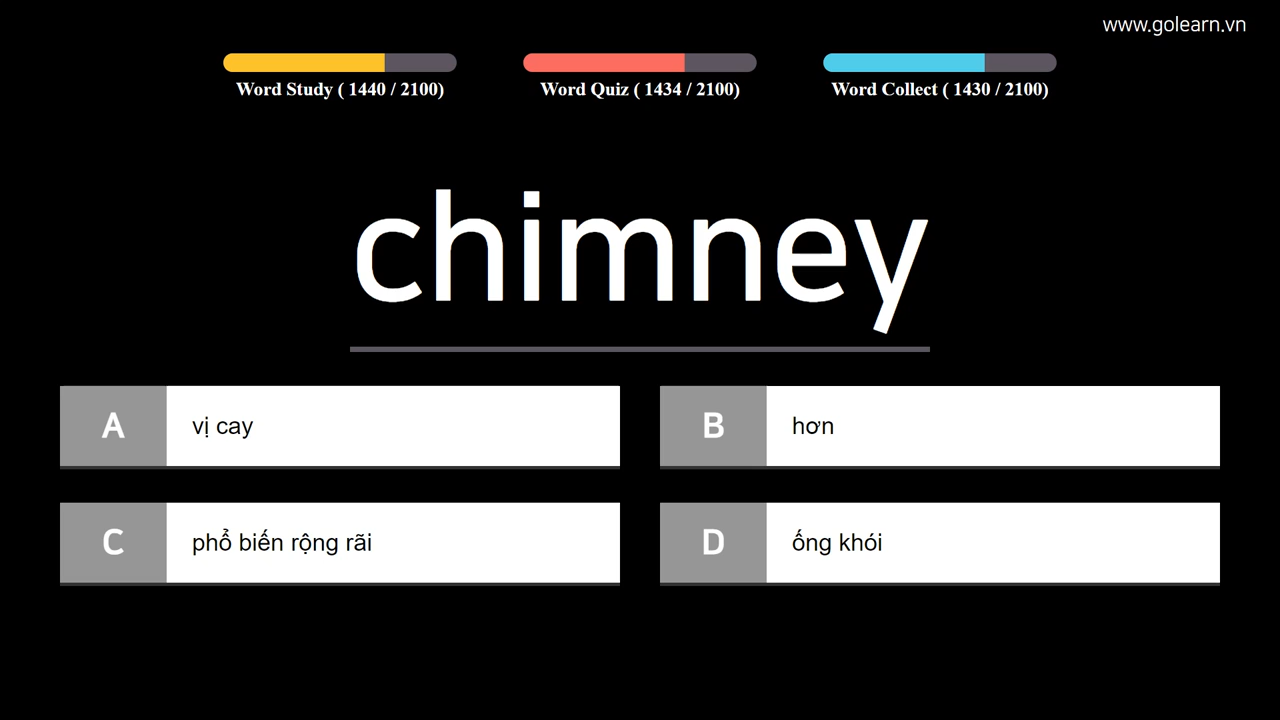 www.golearn.vn
Word Study ( 1440 / 2100)
Word Quiz ( 1434 / 2100)
Word Collect ( 1430 / 2100)
chimney
A vị cay
B hơn
C phổ biến rộng rãi
D ống khói